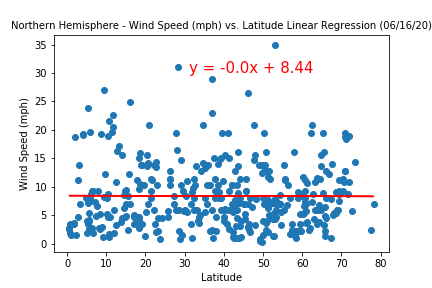 Northern Hemisphere - Wind Speed (mph) vs. Latitude Linear Regression (06/16/20)
y = -0.0x + 8.44
Wind Speed (mph)
35
30
25
20
15
10
5
0
0 10 20 30 40 50 60 70 80
Latitude